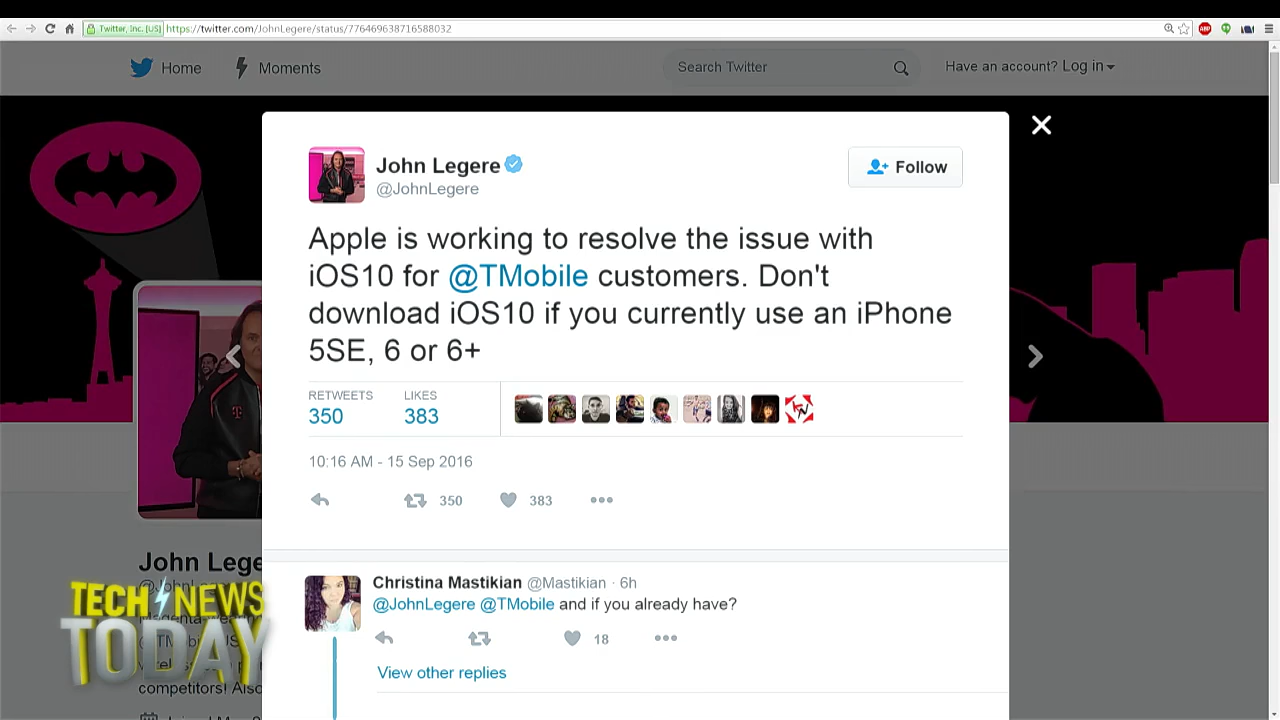 Twitter, Inc. [US] https://twitter.com/JohnLegere/status/776469638716588032
ABP
Home Moments Search Twitter Have an account? Log in
John Legere
@JohnLegere
Follow
Apple is working to resolve the issue with
iOS10 for @TMobile customers. Don't
download iOS10 if you currently use an iPhone
5SE, 6 or 6+
RETWEETS LIKES
350 383
10:16 AM - 15 Sep 2016
350 383
John Lege
Christina Mastikian @Mastikian · 6h
@JohnLegere @TMobile and if you already have?
18
View other replies
TECH NEWS
TODAY
competitors! Also